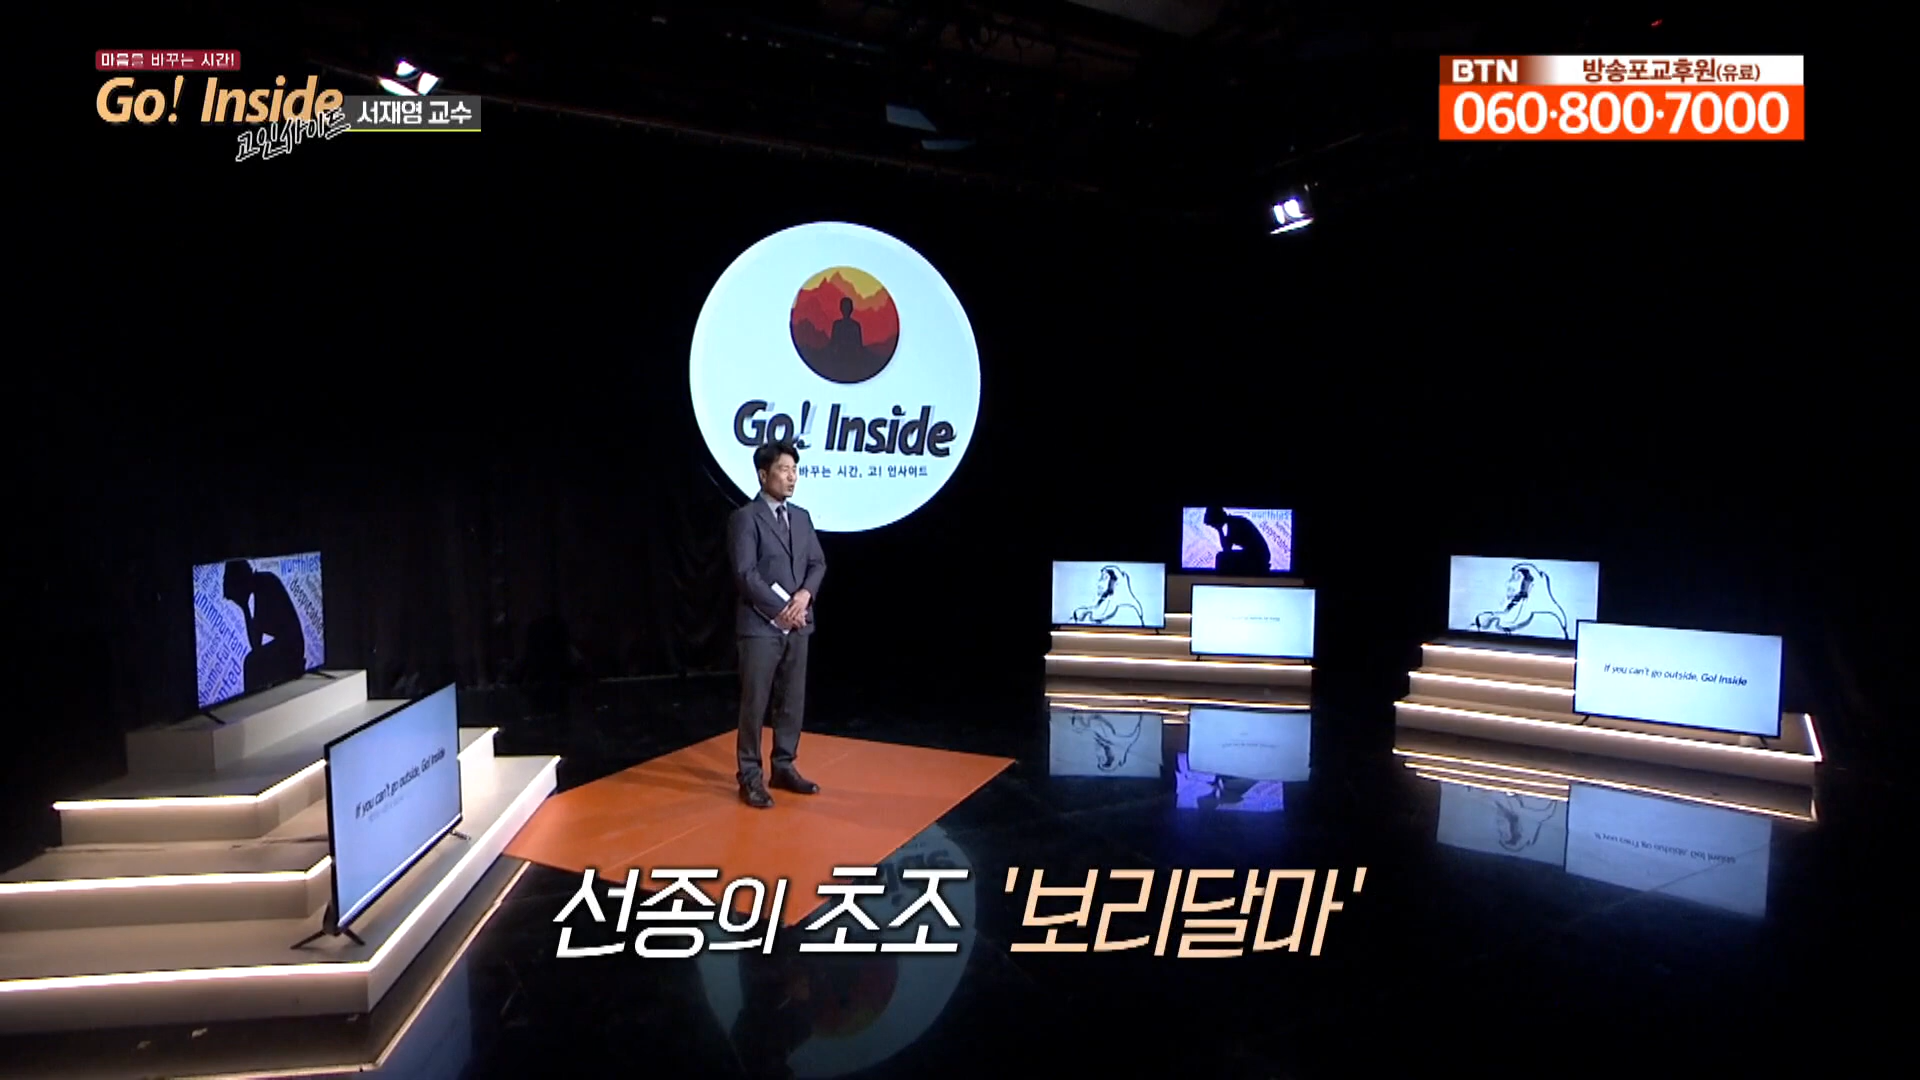 마음을 바꾸는 시간!
Go! Inside
고인사이드
서재영 교수
BTN 방송포교후원(유료)
060·800·7000
Go! Inside
바꾸는 시간, 고! 인사이드
worthles
unimportant
If you can't go outside, Go! Inside
If you can't go outside, Go! Inside
선종의 초조 '보리달마'